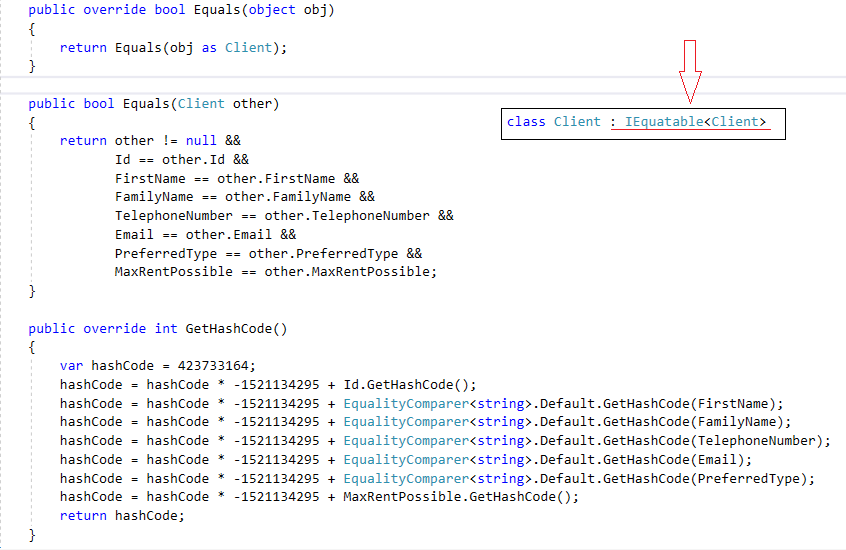 public override bool Equals(object obj)
{
return Equals(obj as Client);
}
public bool Equals(Client other)
class Client : IEquatable<Client>
{
return other != null &&
Id == other.Id &&
FirstName == other.FirstName &&
FamilyName == other.FamilyName &&
TelephoneNumber == other.TelephoneNumber &&
Email == other.Email &&
PreferredType == other.PreferredType &&
MaxRentPossible == other.MaxRentPossible;
}
public override int GetHashCode()
{
var hashCode = 423733164;
hashCode = hashCode * -1521134295 + Id.GetHashCode();
hashCode = hashCode * -1521134295 + EqualityComparer<string>.Default.GetHashCode(FirstName);
hashCode = hashCode * -1521134295 + EqualityComparer<string>.Default.GetHashCode(FamilyName);
hashCode = hashCode * -1521134295 + EqualityComparer<string>.Default.GetHashCode(TelephoneNumber);
hashCode = hashCode * -1521134295 + EqualityComparer<string>.Default.GetHashCode(Email);
hashCode = hashCode * -1521134295 + EqualityComparer<string>.Default.GetHashCode(PreferredType);
hashCode = hashCode * -1521134295 + MaxRentPossible.GetHashCode();
return hashCode;
}